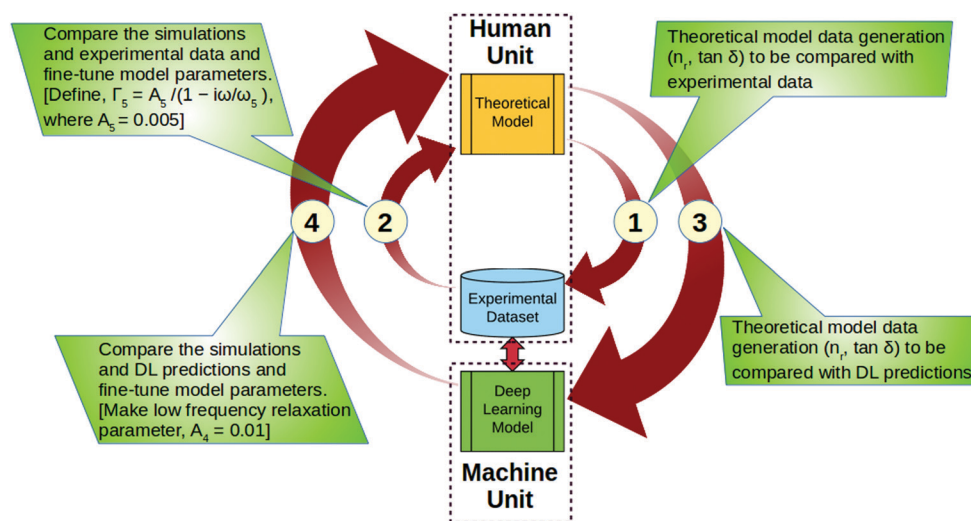 Compare the simulations
and experimental data and
fine-tune model parameters.
[Define, Γ₅ = A₅ /(1 − iω/ω₅ ),
where A₅ = 0.005]
Human
Unit
Theoretical
Model
Theoretical model data generation
(nᵣ, tan δ) to be compared with
experimental data
4
2
1
3
Experimental
Dataset
Compare the simulations
and DL predictions and
fine-tune model parameters.
[Make low frequency relaxation
parameter, A₄ = 0.01]
Theoretical model data
generation (nᵣ, tan δ) to be
compared with DL predictions
Deep
Learning
Model
Machine
Unit